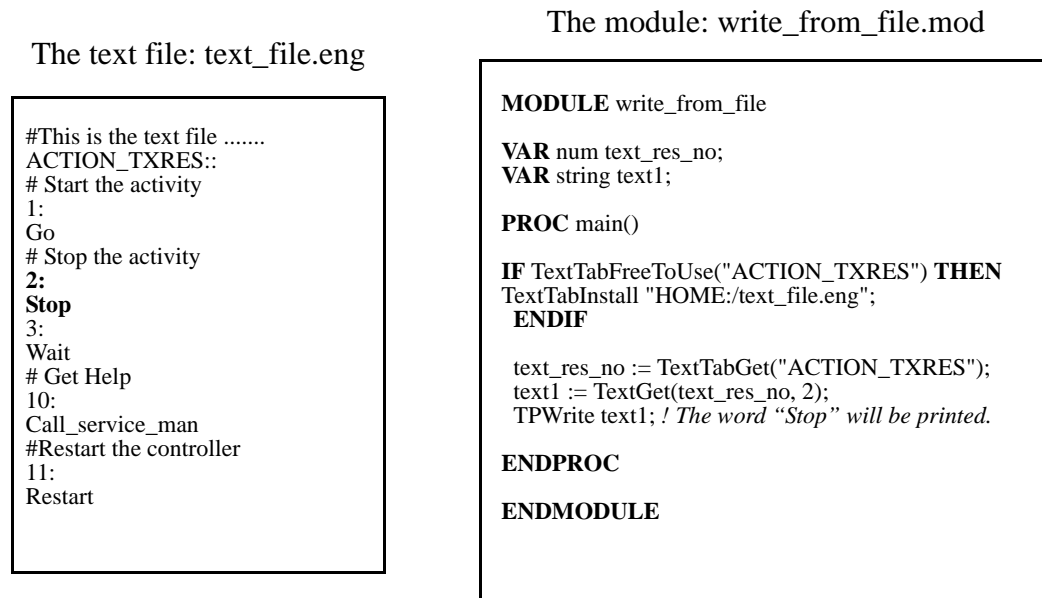 The text file: text_file.eng
#This is the text file .......
ACTION_TXRES::
# Start the activity
1:
Go
# Stop the activity
2:
Stop
3:
Wait
# Get Help
10:
Call_service_man
#Restart the controller
11:
Restart
The module: write_from_file.mod
MODULE write_from_file
VAR num text_res_no;
VAR string text1;
PROC main()
IF TextTabFreeToUse("ACTION_TXRES") THEN
TextTabInstall "HOME:/text_file.eng";
ENDIF
text_res_no := TextTabGet("ACTION_TXRES");
text1 := TextGet(text_res_no, 2);
TPWrite text1; ! The word “Stop” will be printed.
ENDPROC
ENDMODULE